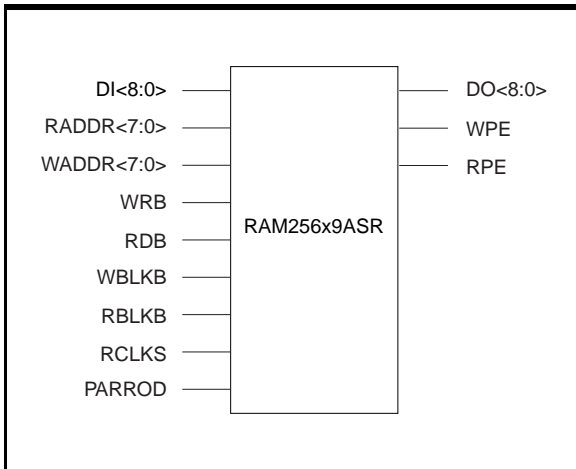 DI<8:0>
RADDR<7:0>
WADDR<7:0>
WRB
RDB
WBLKB
RBLKB
RCLKS
PARROD
RAM256x9ASR
DO<8:0>
WPE
RPE